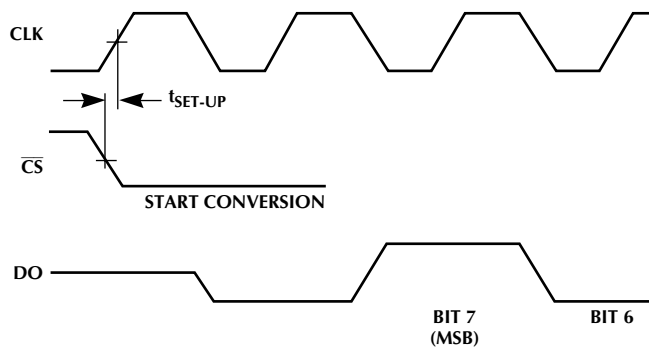 CLK
tSET-UP
CS
START CONVERSION
DO
BIT 7
(MSB)
BIT 6